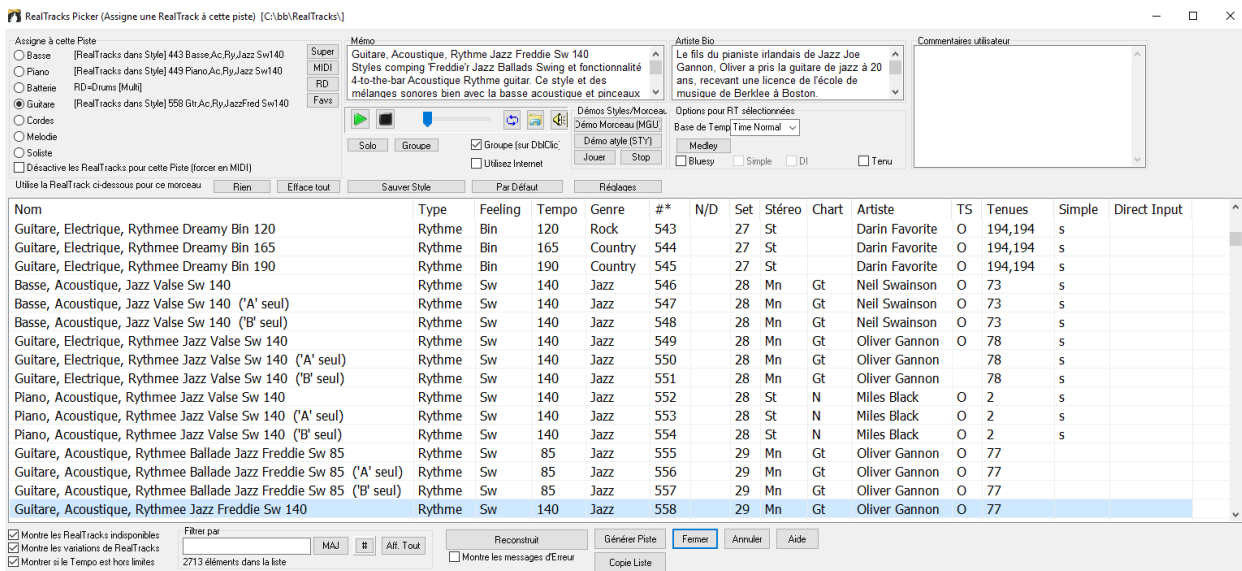 RealTracks Picker (Assigne une RealTrack à cette piste) [C:\bb\RealTracks\]
Assigne à cette Piste
Basse [RealTracks dans Style] 443 Basse,Ac,Ry,Jazz Sw140
Piano [RealTracks dans Style] 449 Piano,Ac,Ry,Jazz Sw140
Batterie RD=Drums [Multi]
Guitare [RealTracks dans Style] 558 Gtr,Ac,Ry,JazzFred Sw140
Cordes
Melodie
Soliste
Désactive les RealTracks pour cette Piste (forcer en MIDI)
Super
MIDI
RD
Favs
Mémo
Guitare, Acoustique, Rythme Jazz Freddie Sw 140
Styles comping 'Freddie'r Jazz Ballads Swing et fonctionnalité
4-to-the-bar Acoustique Rythme guitar. Ce style et des
mélanges sonores bien avec la basse acoustique et pinceaux
Artiste Bio
Le fils du pianiste irlandais de Jazz Joe
Gannon, Oliver a pris la guitare de jazz à 20
ans, recevant une licence de l'école de
musique de Berklee à Boston.
Commentaires utilisateur
Solo Groupe
Groupe (sur DblClic)
Utilisez Internet
Démos Styles/Morceau
Démo Morceau (MGU)
Démo atyle (STY)
Jouer Stop
Options pour RT sélectionnées
Base de Temp Time Normal
Medley
Bluesy Simple DI Tenu
Utilise la RealTrack ci-dessous pour ce morceau Rien Efface tout Sauver Style Par Défaut Réglages
Nom Type Feeling Tempo Genre #* N/D Set Stéreo Chart Artiste TS Tenues Simple Direct Input
Guitare, Electrique, Rythmee Dreamy Bin 120 Rythme Bin 120 Rock 543 27 St Darin Favorite O 194,194 s
Guitare, Electrique, Rythmee Dreamy Bin 165 Rythme Bin 165 Country 544 27 St Darin Favorite O 194,194 s
Guitare, Electrique, Rythmee Dreamy Bin 190 Rythme Bin 190 Country 545 27 St Darin Favorite O 194,194 s
Basse, Acoustique, Jazz Valse Sw 140 Rythme Sw 140 Jazz 546 28 Mn Gt Neil Swainson O 73 s
Basse, Acoustique, Jazz Valse Sw 140 ('A' seul) Rythme Sw 140 Jazz 547 28 Mn Gt Neil Swainson O 73 s
Basse, Acoustique, Jazz Valse Sw 140 ('B' seul) Rythme Sw 140 Jazz 548 28 Mn Gt Neil Swainson O 73 s
Guitare, Electrique, Rythmee Jazz Valse Sw 140 Rythme Sw 140 Jazz 549 28 Mn Gt Oliver Gannon O 78 s
Guitare, Electrique, Rythmee Jazz Valse Sw 140 ('A' seul) Rythme Sw 140 Jazz 550 28 Mn Gt Oliver Gannon 78 s
Guitare, Electrique, Rythmee Jazz Valse Sw 140 ('B' seul) Rythme Sw 140 Jazz 551 28 Mn Gt Oliver Gannon 78 s
Piano, Acoustique, Rythmee Jazz Valse Sw 140 Rythme Sw 140 Jazz 552 28 St N Miles Black O 2 s
Piano, Acoustique, Rythmee Jazz Valse Sw 140 ('A' seul) Rythme Sw 140 Jazz 553 28 St N Miles Black O 2 s
Piano, Acoustique, Rythmee Jazz Valse Sw 140 ('B' seul) Rythme Sw 140 Jazz 554 28 St N Miles Black O 2 s
Guitare, Acoustique, Rythmee Ballade Jazz Freddie Sw 85 Rythme Sw 85 Jazz 555 29 Mn Gt Oliver Gannon O 77
Guitare, Acoustique, Rythmee Ballade Jazz Freddie Sw 85 ('A' seul) Rythme Sw 85 Jazz 556 29 Mn Gt Oliver Gannon O 77
Guitare, Acoustique, Rythmee Ballade Jazz Freddie Sw 85 ('B' seul) Rythme Sw 85 Jazz 557 29 Mn Gt Oliver Gannon O 77
Guitare, Acoustique, Rythmee Jazz Freddie Sw 140 Rythme Sw 140 Jazz 558 29 Mn Gt Oliver Gannon O 77
Montre les RealTracks indisponibles
Montre les variations de RealTracks
Montrer si le Tempo est hors limites
Filtrer par
MAJ # Aff. Tout
2713 éléments dans la liste
Reconstruit
Montre les messages d'Erreur
Générer Piste Fermer Annuler Aide
Copie Liste